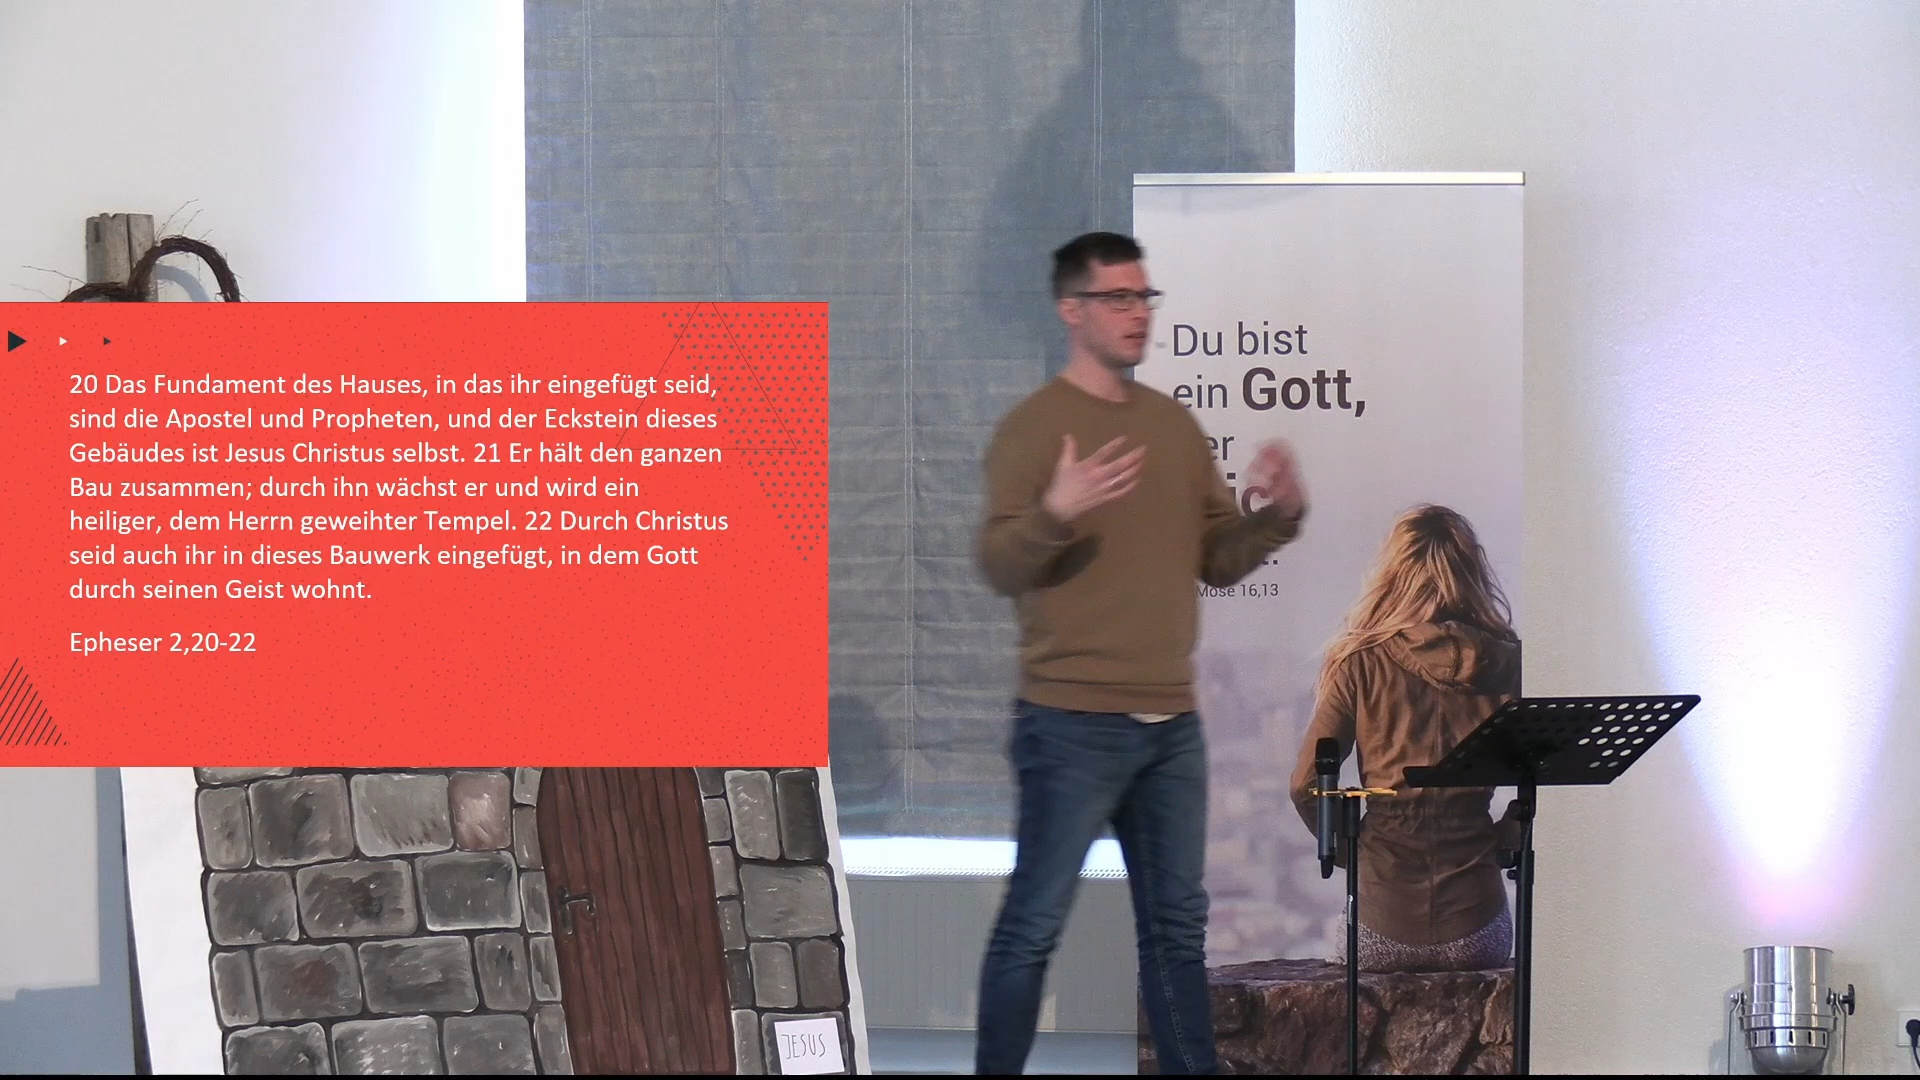 20 Das Fundament des Hauses, in das ihr eingefügt seid,
sind die Apostel und Propheten, und der Eckstein dieses
Gebäudes ist Jesus Christus selbst. 21 Er hält den ganzen
Bau zusammen; durch ihn wächst er und wird ein
heiliger, dem Herrn geweihter Tempel. 22 Durch Christus
seid auch ihr in dieses Bauwerk eingefügt, in dem Gott
durch seinen Geist wohnt.
Epheser 2,20-22
Du bist
ein Gott,
Mose 16,13
JESUS